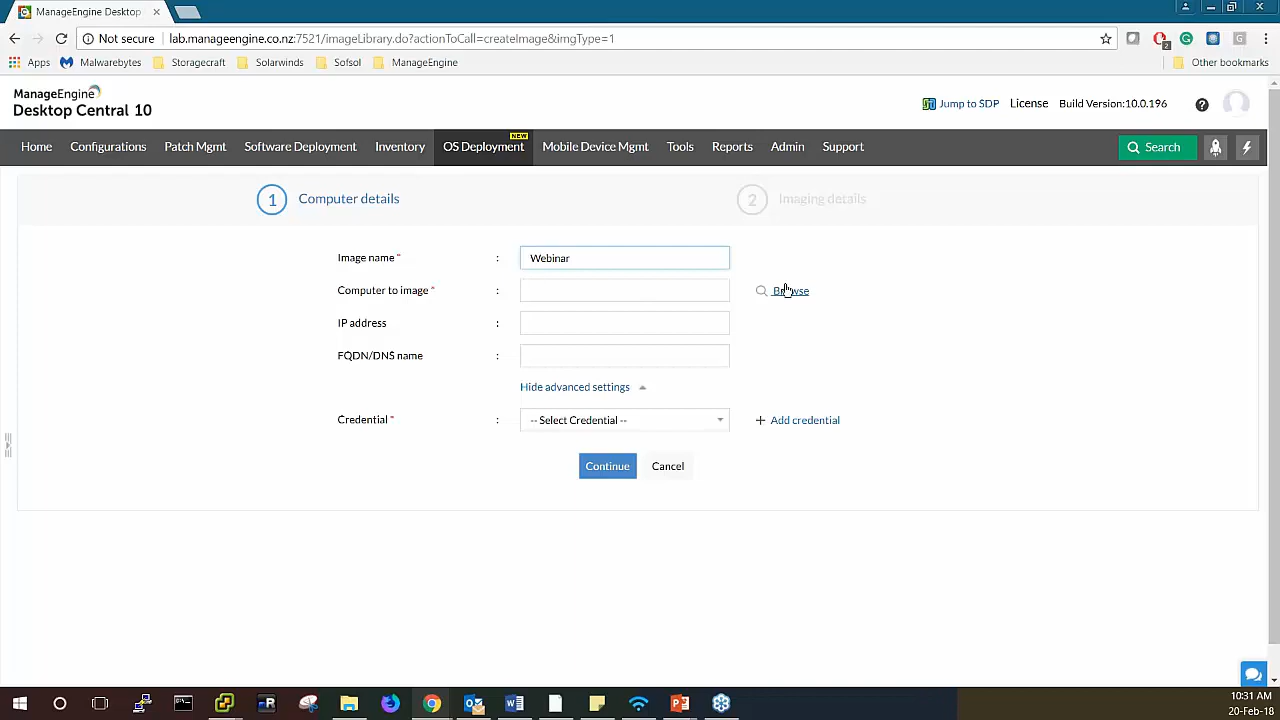 ManageEngine Desktop
Not secure lab.manageengine.co.nz:7521/imageLibrary.do?actionToCall=createImage&imgType=1
2
Apps Malwarebytes Storagecraft Solarwinds Sofsol ManageEngine Other bookmarks
ManageEngine
Desktop Central 10
Jump to SDP License Build Version:10.0.196
NEW
Home Configurations Patch Mgmt Software Deployment Inventory OS Deployment Mobile Device Mgmt Tools Reports Admin Support Search
1 Computer details 2 Imaging details
Image name * : Webinar
Computer to image * : Browse
IP address :
FQDN/DNS name :
Hide advanced settings
Credential * : -- Select Credential -- + Add credential
Continue Cancel
10:31 AM
20-Feb-18